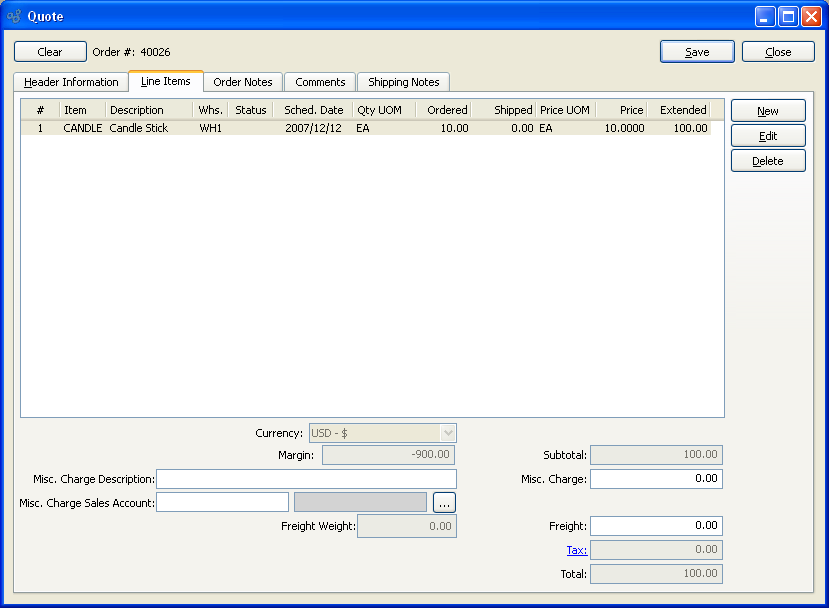 Quote
Clear Order #: 40026 Save Close
Header Information Line Items Order Notes Comments Shipping Notes
# Item Description Whs. Status Sched. Date Qty UOM Ordered Shipped Price UOM Price Extended
1 CANDLE Candle Stick WH1 2007/12/12 EA 10.00 0.00 EA 10.0000 100.00
New
Edit
Delete
Currency: USD - $
Margin: -900.00 Subtotal: 100.00
Misc. Charge Description: Misc. Charge: 0.00
Misc. Charge Sales Account: ...
Freight Weight: 0.00 Freight: 0.00
Tax: 0.00
Total: 100.00